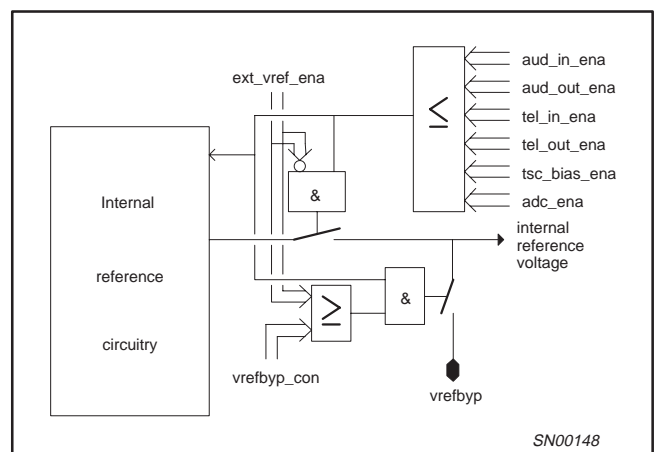 ext_vref_ena
aud_in_ena
aud_out_ena
tel_in_ena
tel_out_ena
tsc_bias_ena
adc_ena
≤
&
Internal
reference
circuitry
internal
reference
voltage
≥
&
vrefbyp_con
vrefbyp
SN00148